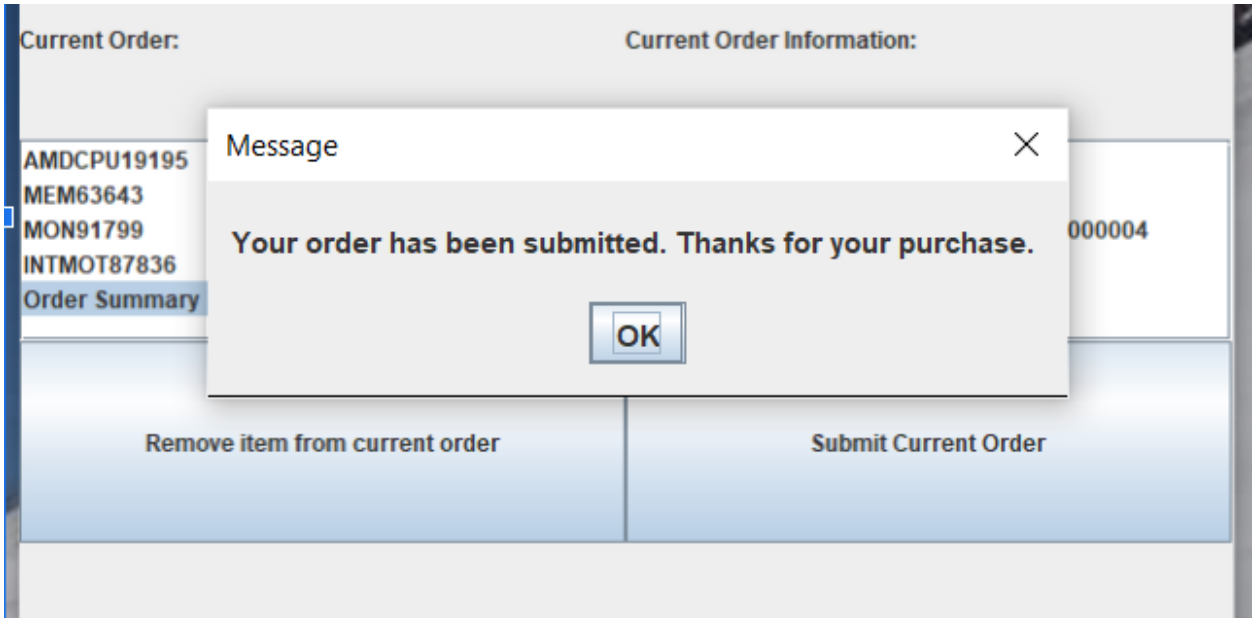 Current Order:
Current Order Information:
Message
AMDCPU19195
MEM63643
MON91799
INTMOT87836
Order Summary
000004
Your order has been submitted. Thanks for your purchase.
OK
Remove item from current order
Submit Current Order